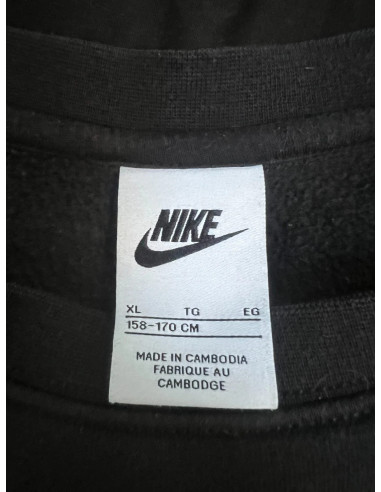 NIKE
XL TG EG
158-170 CM
MADE IN CAMBODIA
FABRIQUE AU
CAMBODGE